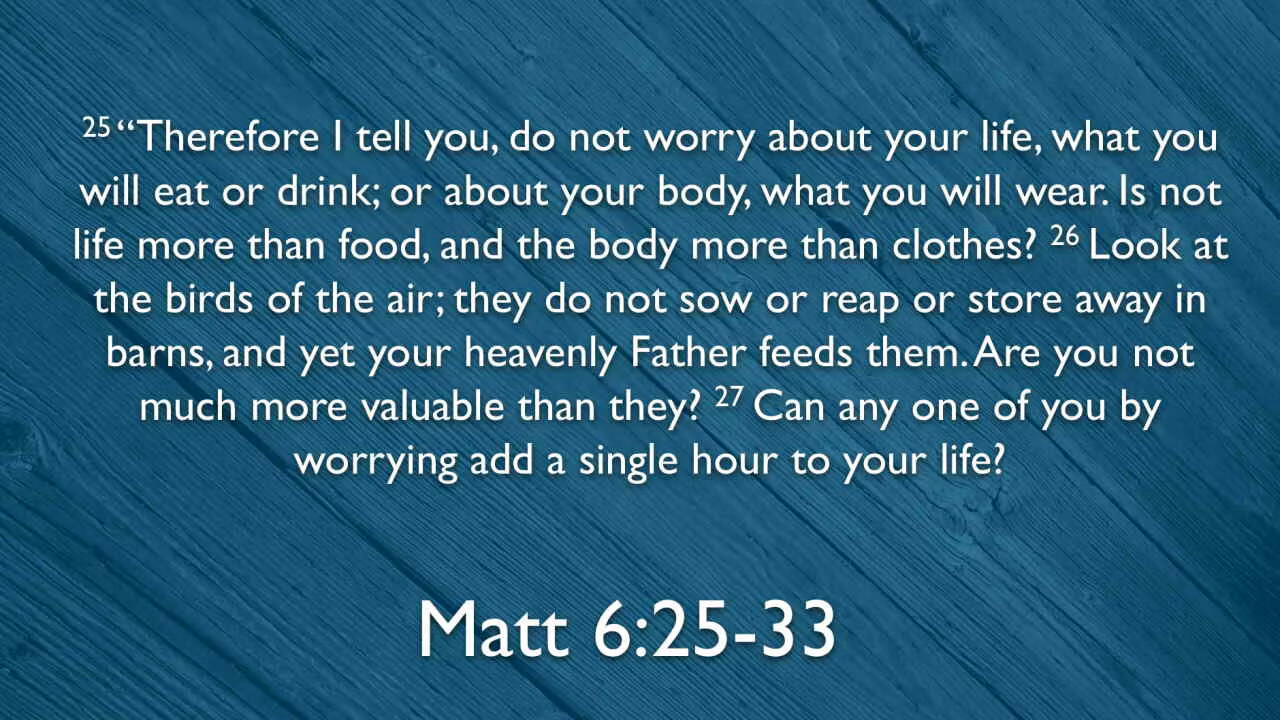 25 “Therefore I tell you, do not worry about your life, what you
will eat or drink; or about your body, what you will wear. Is not
life more than food, and the body more than clothes? 26 Look at
the birds of the air; they do not sow or reap or store away in
barns, and yet your heavenly Father feeds them. Are you not
much more valuable than they? 27 Can any one of you by
worrying add a single hour to your life?
Matt 6:25-33